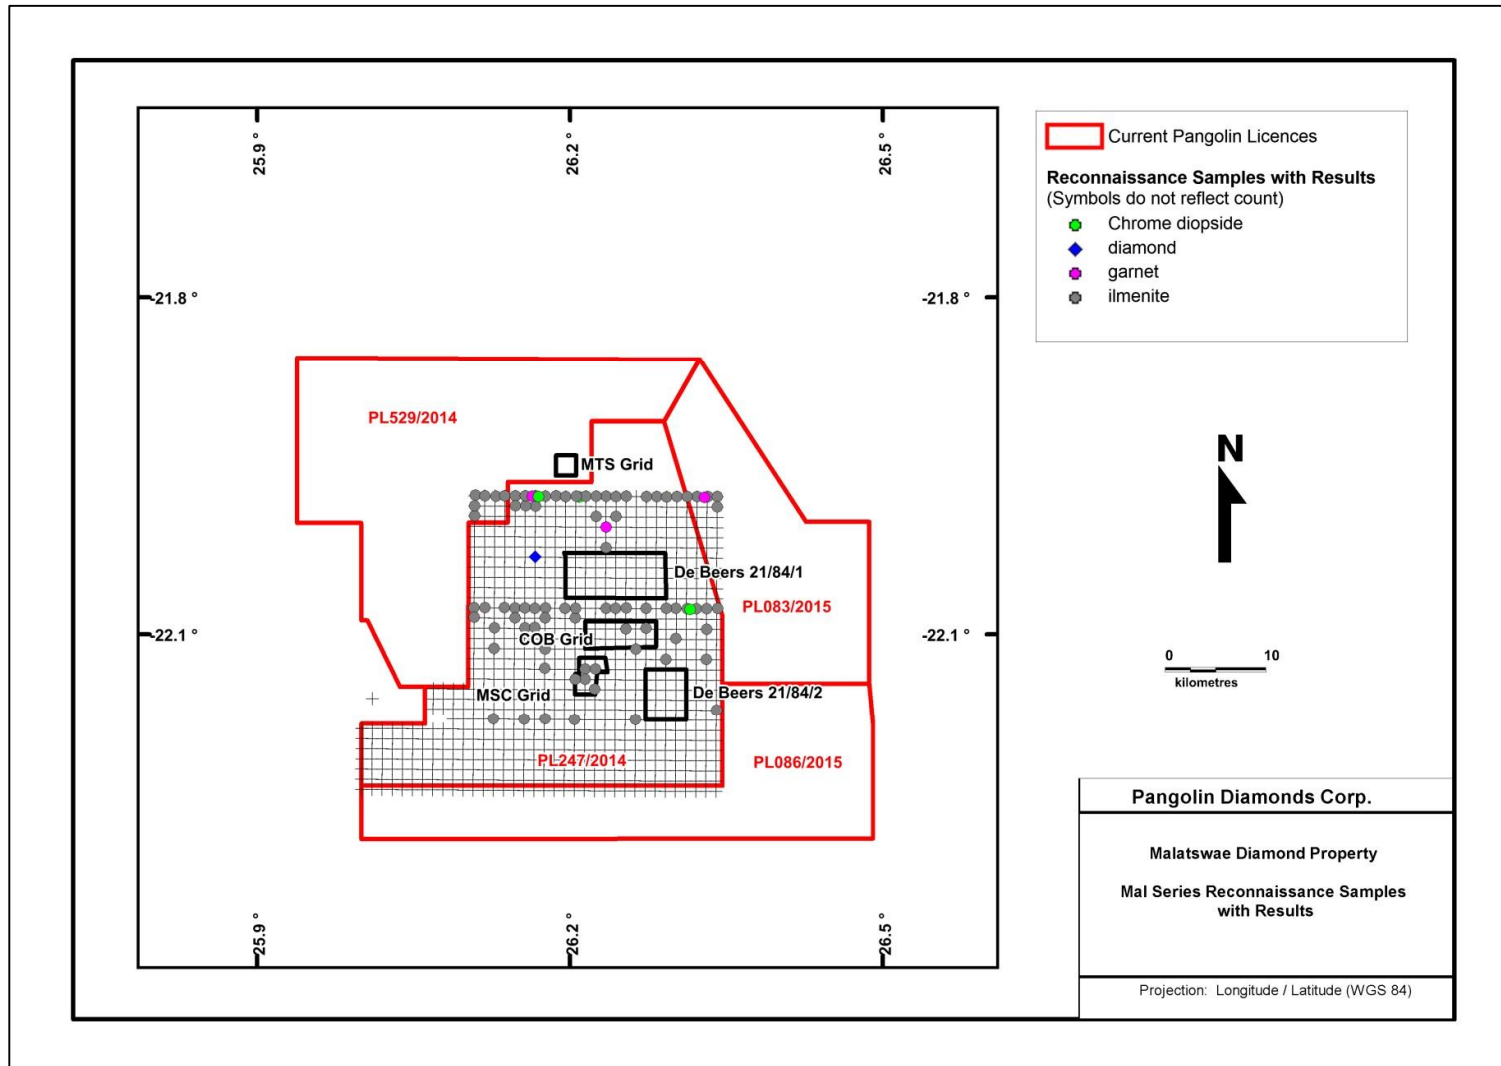 25.9 °
26.2 °
26.5 °
Current Pangolin Licences
Reconnaissance Samples with Results
(Symbols do not reflect count)
Chrome diopside
diamond
garnet
ilmenite
-21.8 °
-21.8 °
PL529/2014
N
MTS Grid
De Beers 21/84/1
PL083/2015
COB Grid
-22.1 °
-22.1 °
0 10
kilometres
MSC Grid
De Beers 21/84/2
PL247/2014
PL086/2015
Pangolin Diamonds Corp.
Malatswae Diamond Property
Mal Series Reconnaissance Samples
with Results
25.9 °
26.2 °
26.5 °
Projection: Longitude / Latitude (WGS 84)